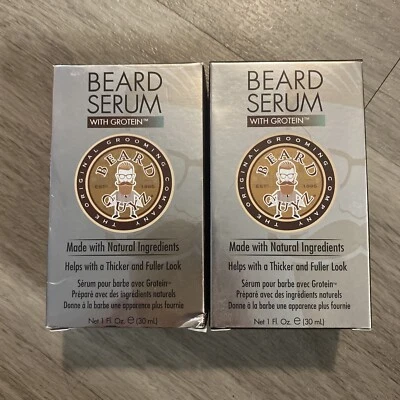 BEARD
SERUM
WITH GROTEIN™
THE ORIGINAL GROOMING COMPANY
BEARD
GUYZ
Made with Natural Ingredients
Helps with a Thicker and Fuller Look
Sérum pour barbe avec Grotein™
Préparé avec des ingrédients naturels
Donne à la barbe une apparence plus fournie
Net 1 Fl. Oz. ℮ (30 mL)
BEARD
SERUM
WITH GROTEIN™
THE ORIGINAL GROOMING COMPANY
BEARD
GUYZ
Made with Natural Ingredients
Helps with a Thicker and Fuller Look
Sérum pour barbe avec Grotein™
Préparé avec des ingrédients naturels
Donne à la barbe une apparence plus fournie
Net 1 Fl. Oz. ℮ (30 mL)